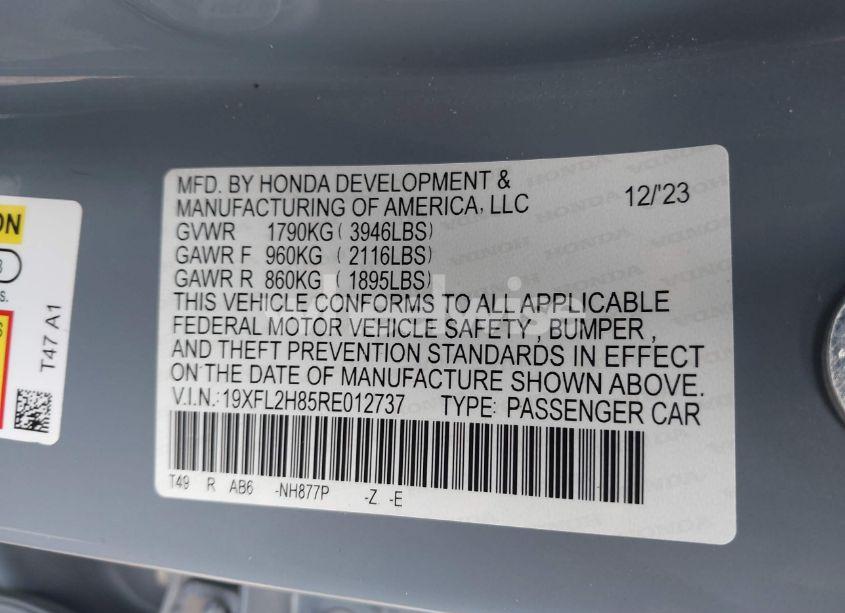 MFD. BY HONDA DEVELOPMENT &
MANUFACTURING OF AMERICA, LLC 12/'23
GVWR 1790KG ( 3946LBS)
GAWR F 960KG ( 2116LBS)
GAWR R 860KG ( 1895LBS)
THIS VEHICLE CONFORMS TO ALL APPLICABLE
FEDERAL MOTOR VEHICLE SAFETY , BUMPER ,
AND THEFT PREVENTION STANDARDS IN EFFECT
ON THE DATE OF MANUFACTURE SHOWN ABOVE.
V.I.N.:19XFL2H85RE012737 TYPE: PASSENGER CAR
T49 R AB6 -NH877P -Z -E
ON
T47 A1